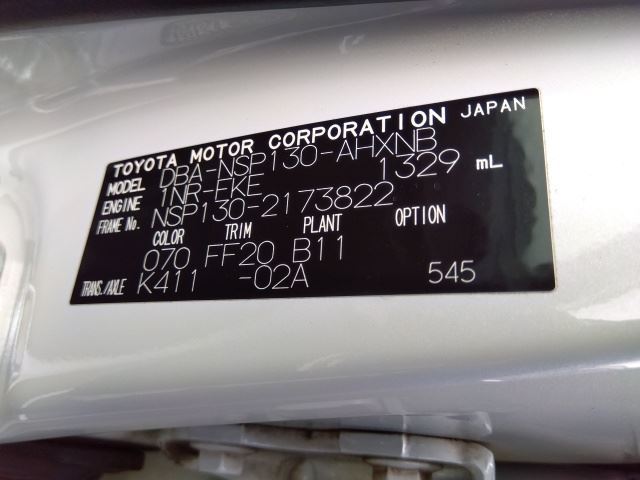 TOYOTA MOTOR CORPORATION JAPAN
MODEL DBA-NSP130-AHXNB
ENGINE 1NR-FKE 1329 mL
FRAME No. NSP130-2173822
COLOR TRIM PLANT OPTION
070 FF20 B11
TRANS./AXLE K411 -02A 545